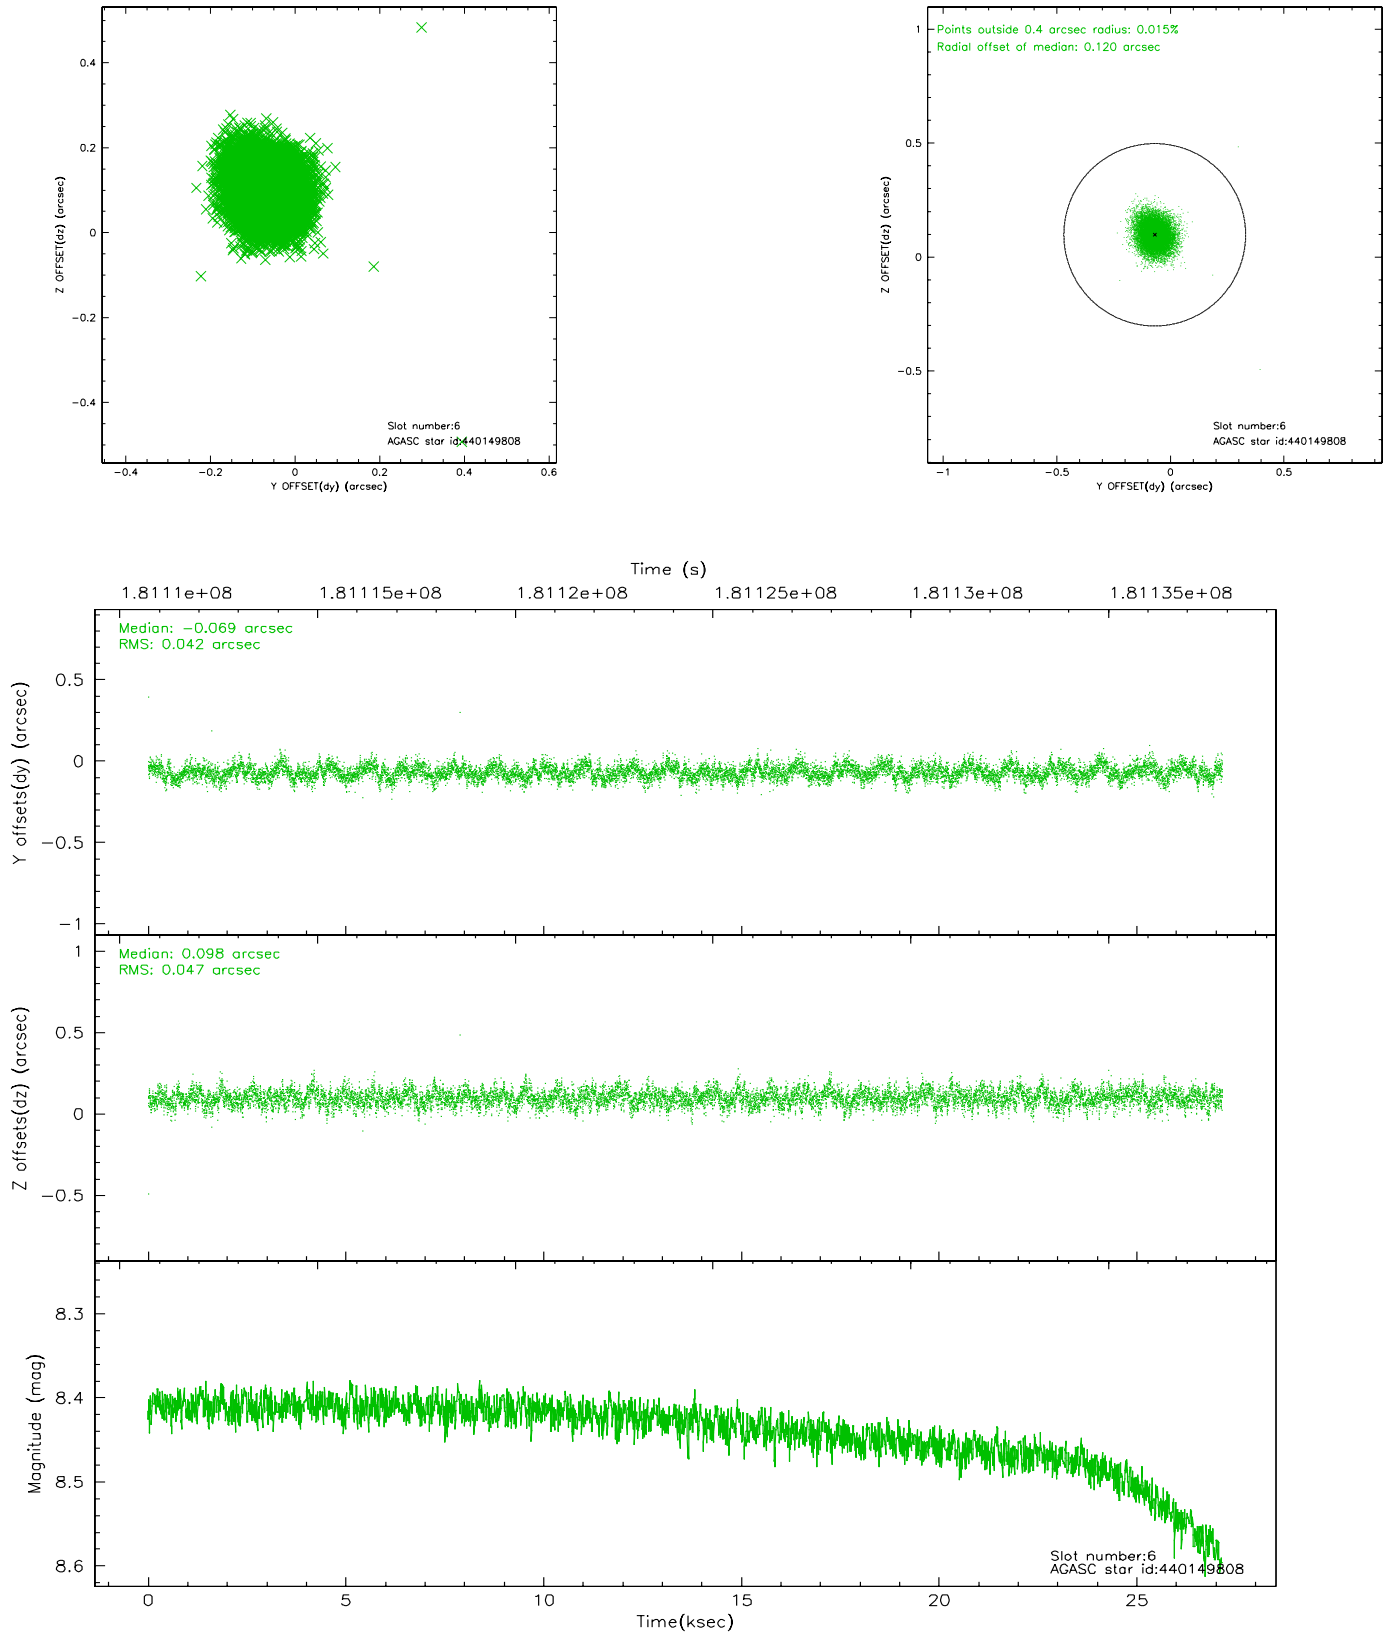 0.4
0.2
0
−0.2
−0.4
Z OFFSET(dz) (arcsec)
Slot number:6
AGASC star id:440149808
−0.4 −0.2 0 0.2 0.4 0.6
Y OFFSET(dy) (arcsec)
Points outside 0.4 arcsec radius: 0.015%
Radial offset of median: 0.120 arcsec
1
0.5
0
−0.5
Z OFFSET(dz) (arcsec)
Slot number:6
AGASC star id:440149808
−1 −0.5 0 0.5
Y OFFSET(dy) (arcsec)
Time (s)
1.8111e+08 1.81115e+08 1.8112e+08 1.81125e+08 1.8113e+08 1.81135e+08
Median: −0.069 arcsec
RMS: 0.042 arcsec
0.5
0
−0.5
−1
Y offsets(dy) (arcsec)
Median: 0.098 arcsec
RMS: 0.047 arcsec
1
0.5
0
−0.5
Z offsets(dz) (arcsec)
8.3
8.4
8.5
8.6
Magnitude (mag)
Slot number:6
AGASC star id:440149808
0 5 10 15 20 25
Time(ksec)